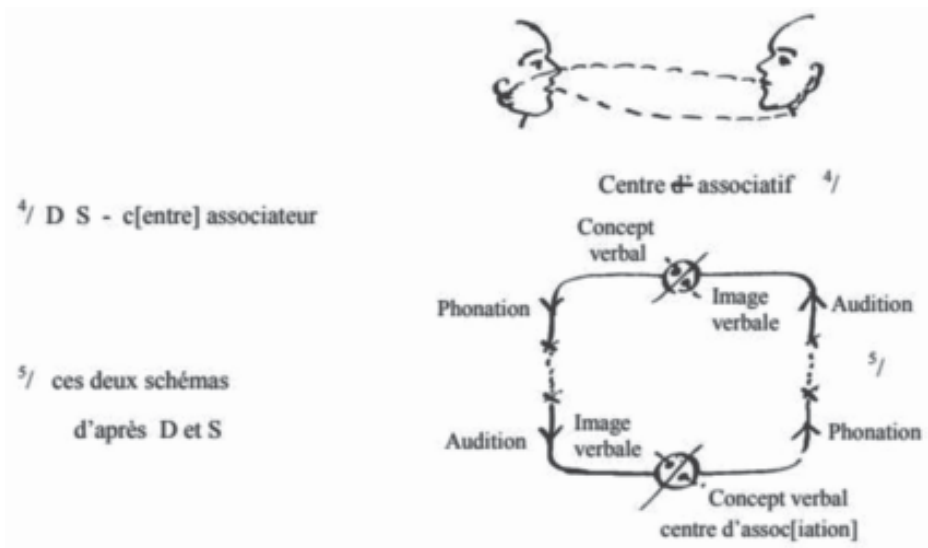 Centre d' associatif 4/
4/ D S - c[entre] associateur
Concept
verbal
Image
verbale
Phonation
Audition
5/
5/ ces deux schémas
d'après D et S
Audition
Image
verbale
Phonation
Concept verbal
centre d'assoc[iation]